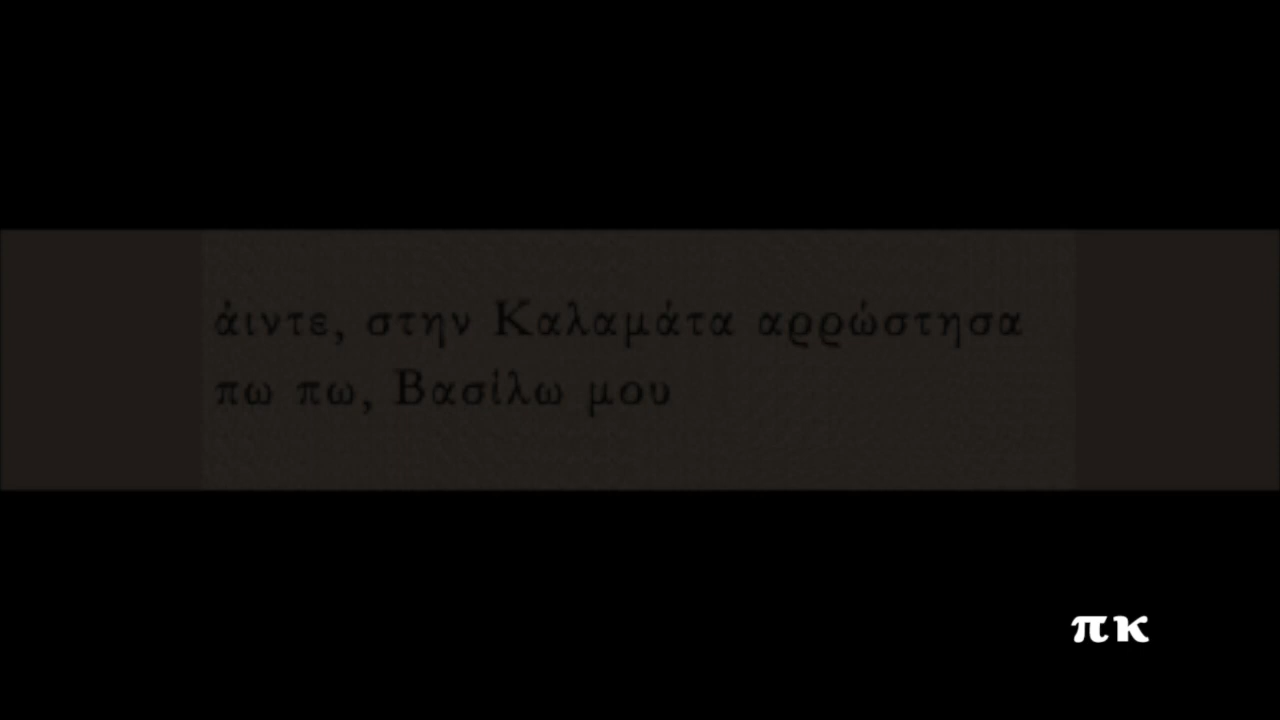 άιντε, στην Καλαμάτα αρρώστησα
πω πω, Βασίλω μου
πκ